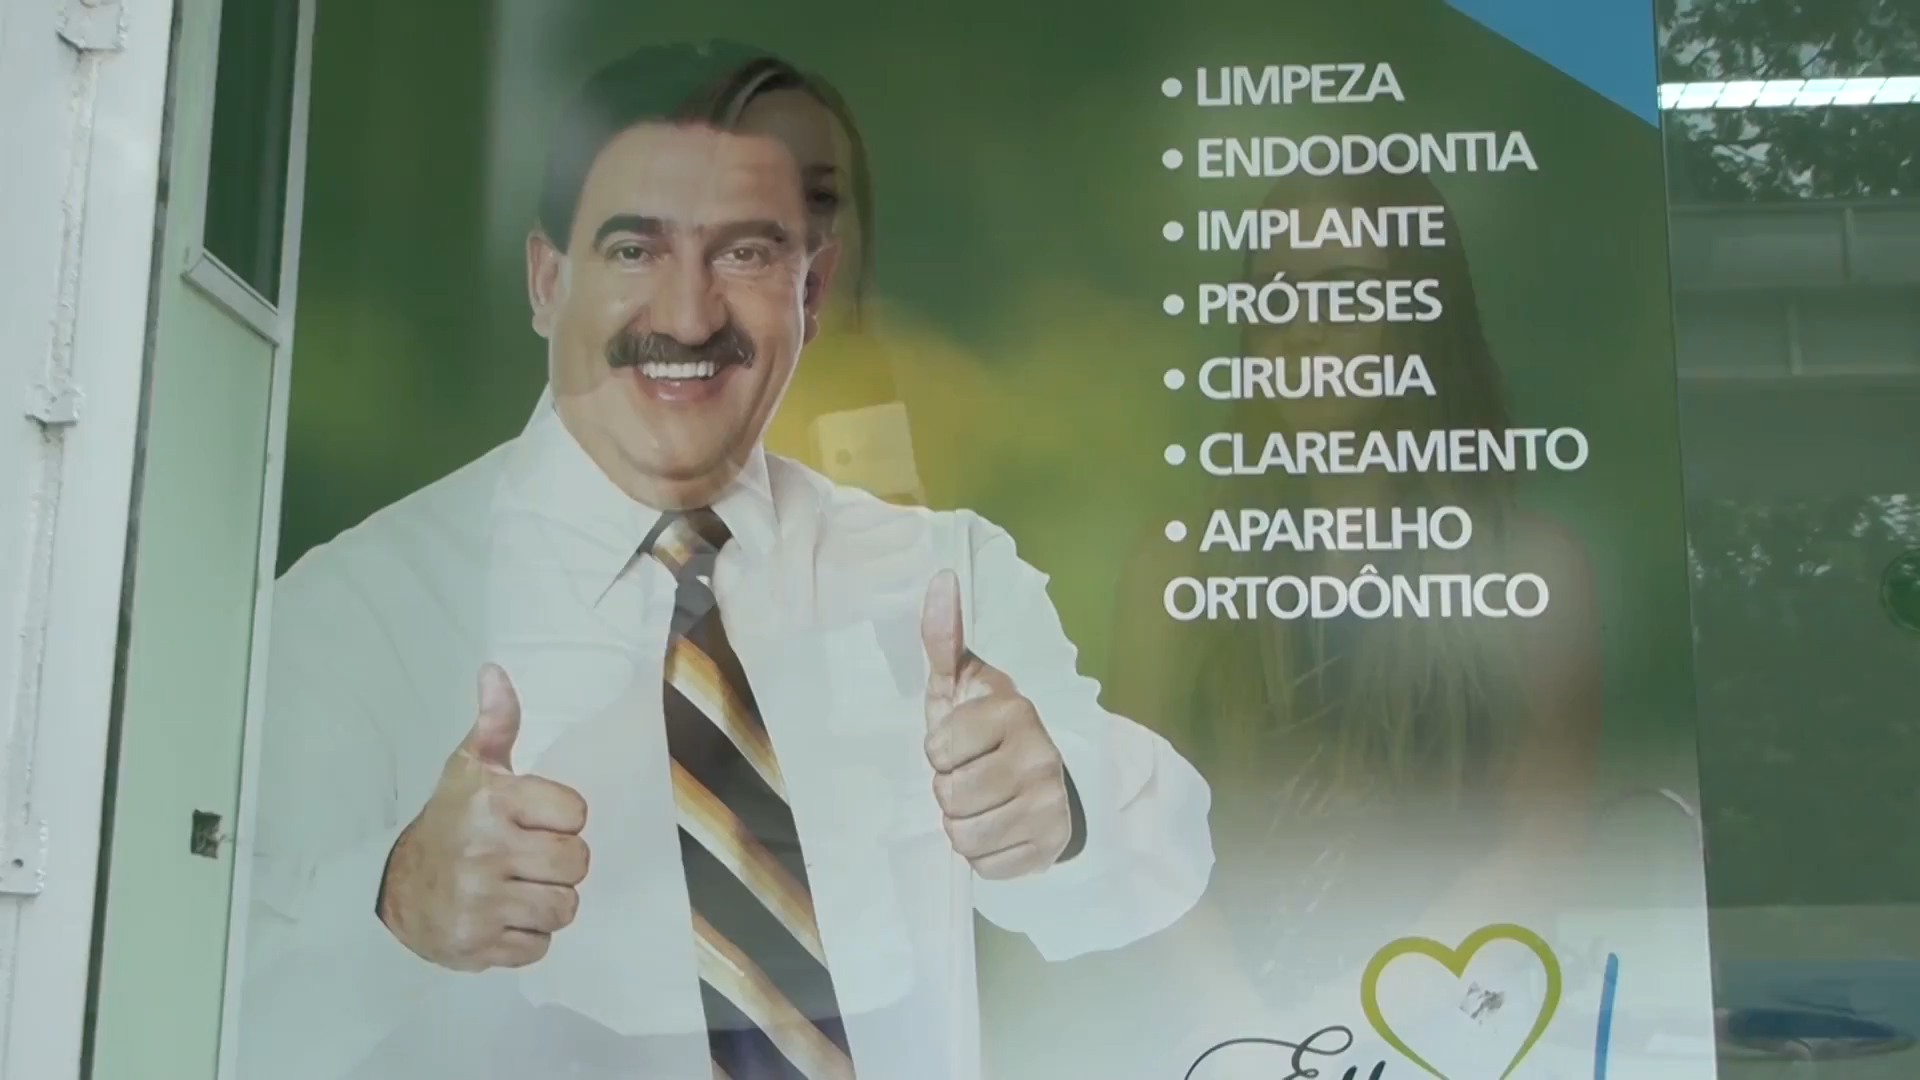 • LIMPEZA
• ENDODONTIA
• IMPLANTE
• PRÓTESES
• CIRURGIA
• CLAREAMENTO
• APARELHO
ORTODÔNTICO